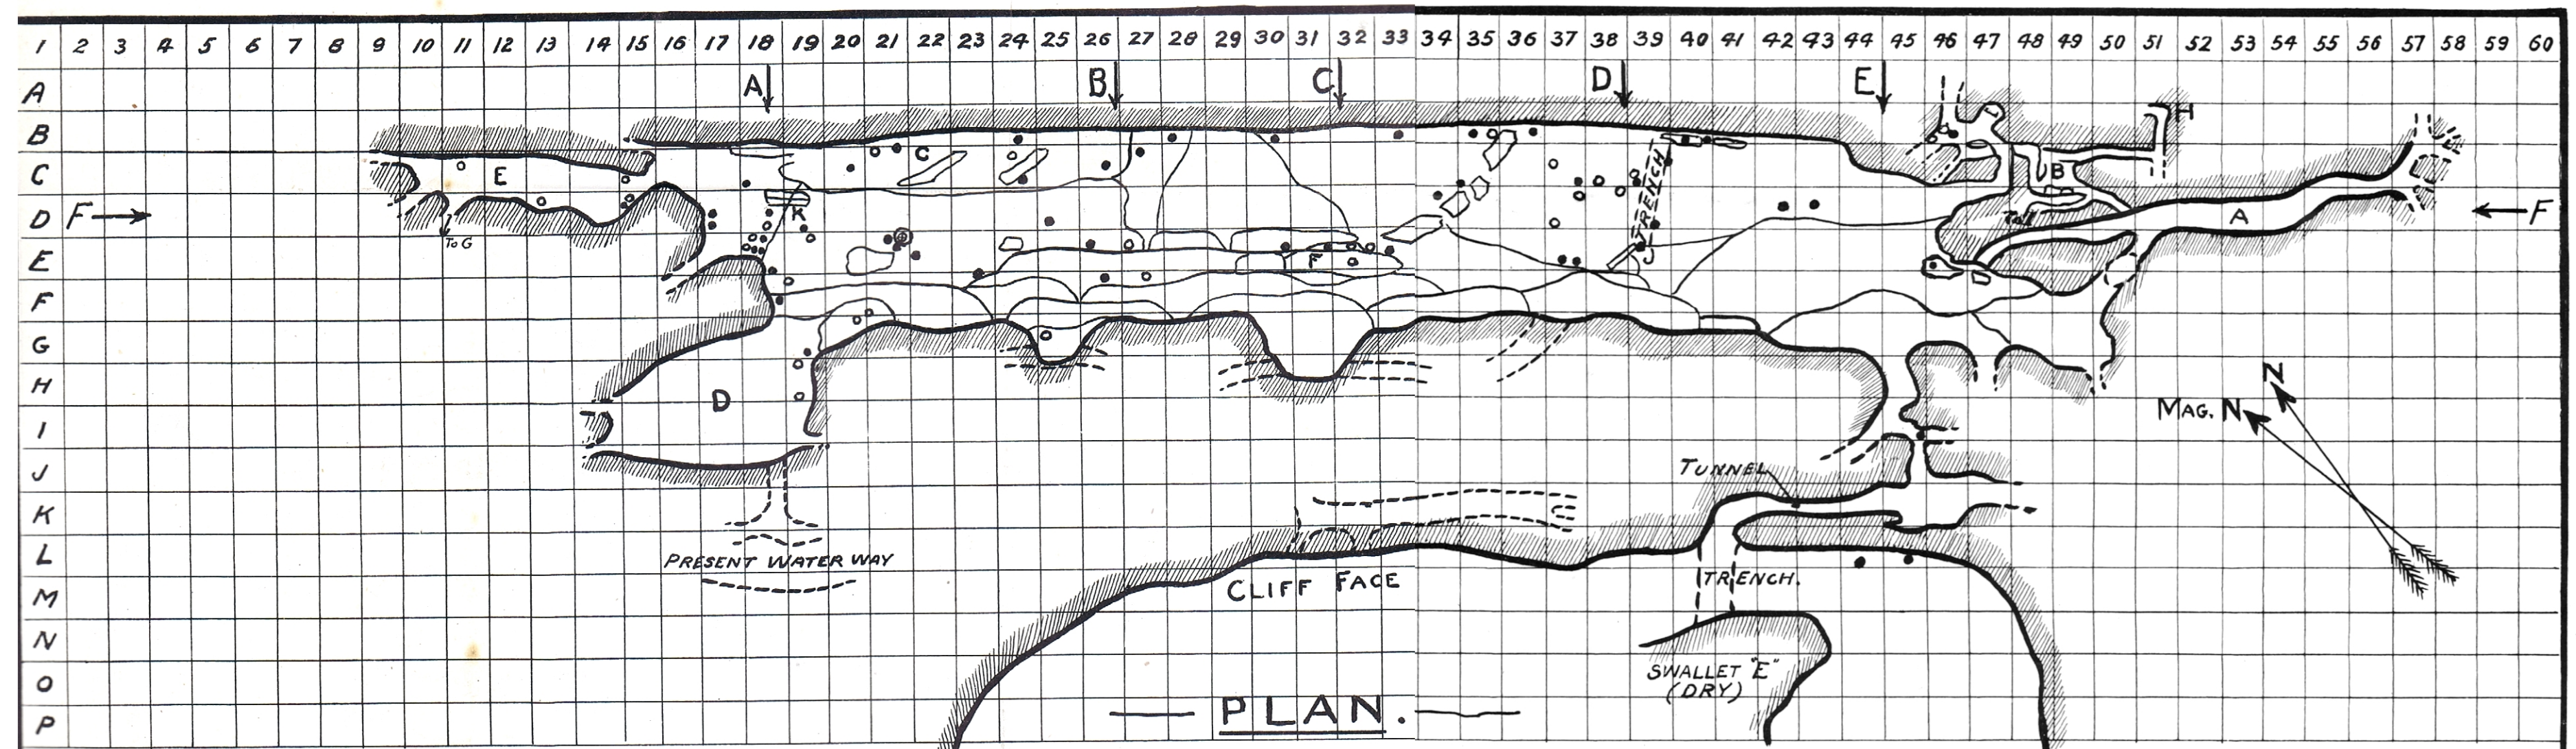 1 2 3 4 5 6 7 8 9 10 11 12 13 14 15 16 17 18 19 20 21 22 23 24 25 26 27 28 29 30 31 32 33 34 35 36 37 38 39 40 41 42 43 44 45 46 47 48 49 50 51 52 53 54 55 56 57 58 59 60
A A B C D E
B H
C E C TRENCH B
D F K A F
To G
E
F
G
H D N
MAG. N
I
J TUNNEL
K
L PRESENT WATER WAY
M CLIFF FACE TRENCH.
N
O SWALLET "E"
(DRY)
P PLAN.